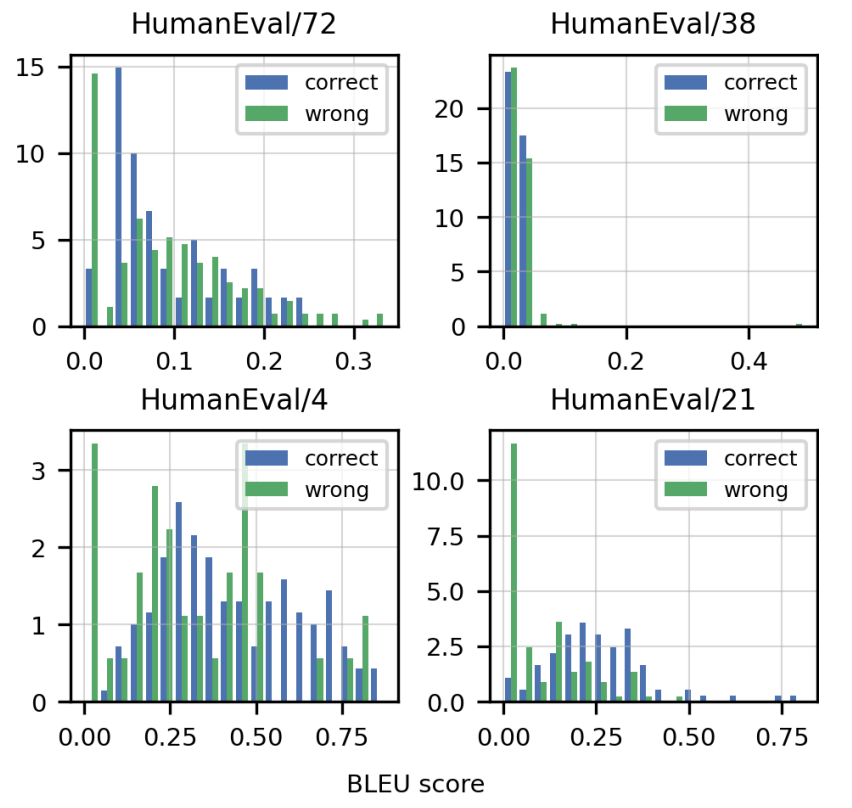 HumanEval/72
HumanEval/38
15
10
5
0
correct
wrong
0.0 0.1 0.2 0.3
20
15
10
5
0
correct
wrong
0.0 0.2 0.4
HumanEval/4
HumanEval/21
3
2
1
0
correct
wrong
0.00 0.25 0.50 0.75
10.0
7.5
5.0
2.5
0.0
correct
wrong
0.00 0.25 0.50 0.75
BLEU score